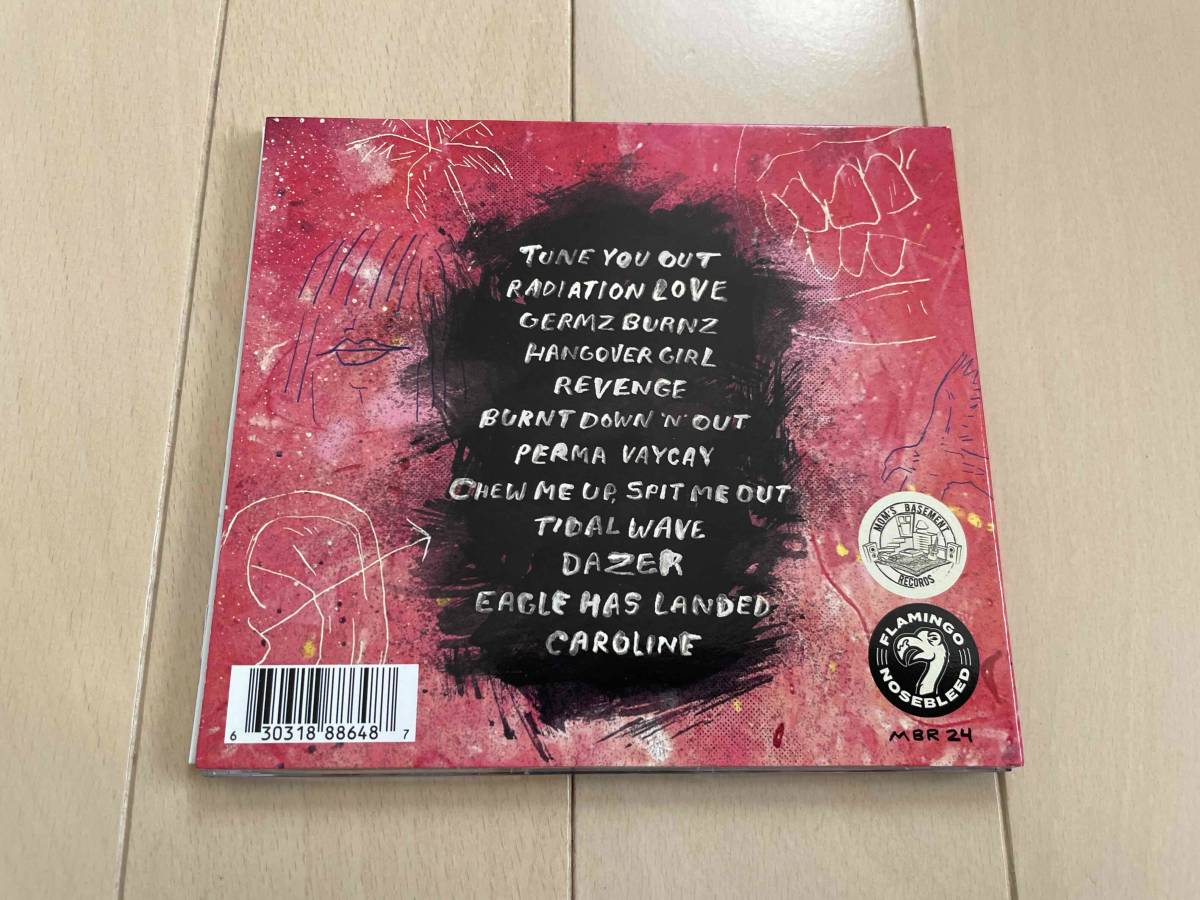 TUNE YOU OUT
RADIATION LOVE
GERMZ BURNZ
HANGOVER GIRL
REVENGE
BURNT DOWN 'N' OUT
PERMA VAYCAY
CHEW ME UP, SPIT ME OUT
TIDAL WAVE
DAZER
EAGLE HAS LANDED
CAROLINE
MOM'S BASEMENT
RECORDS
FLAMINGO
NOSEBLEED
MBR 24
6 30318 88648 7